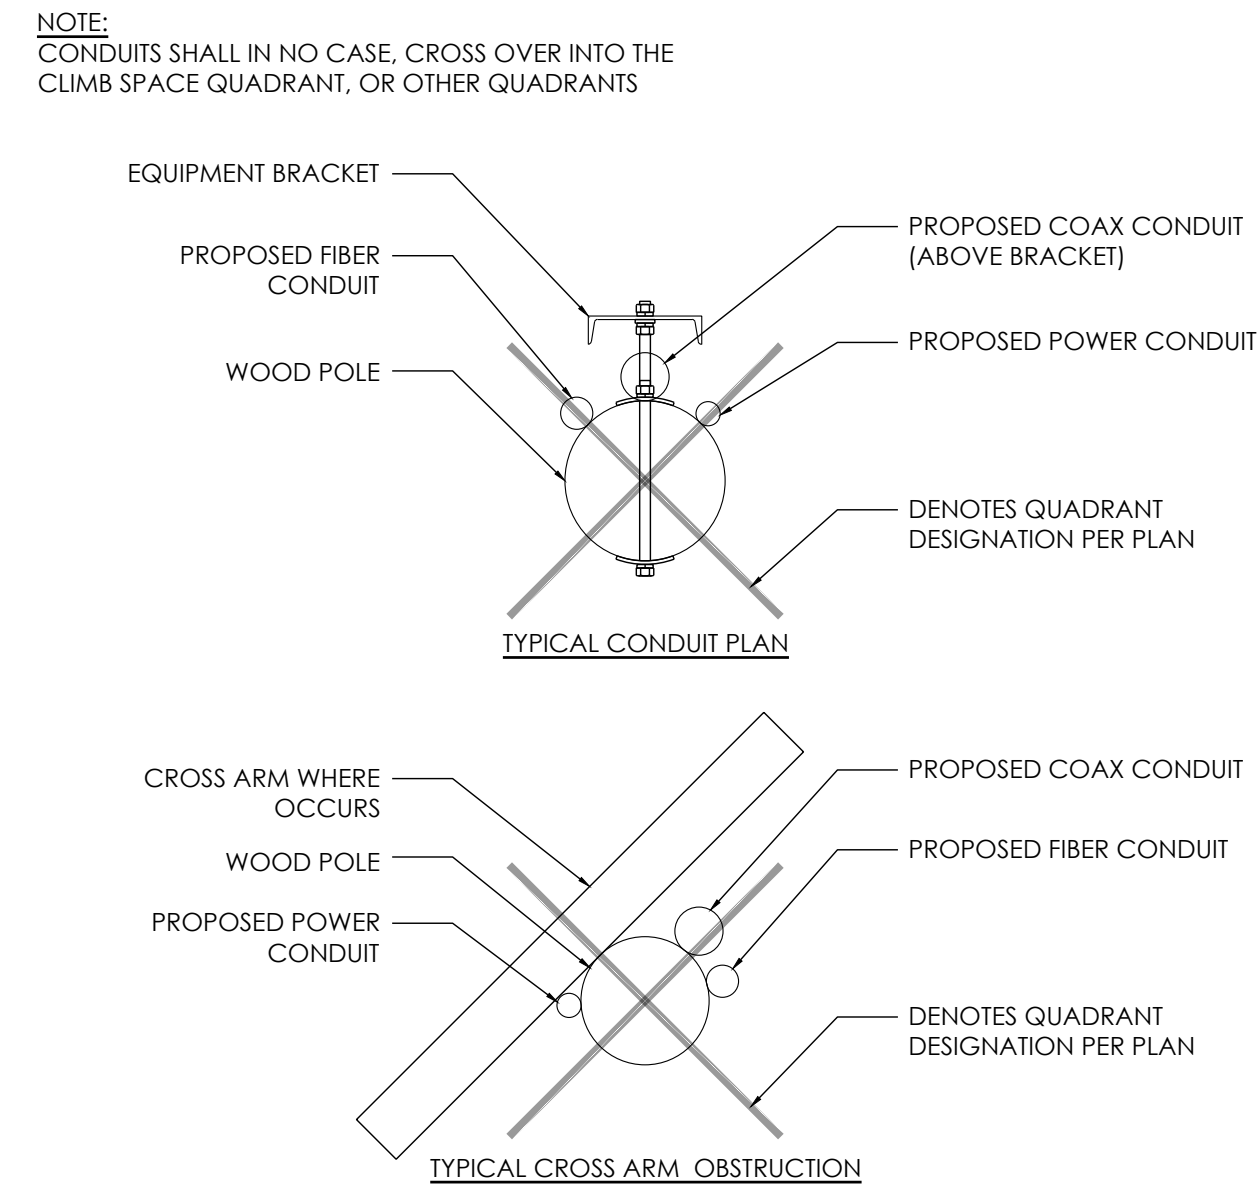 NOTE:
CONDUITS SHALL IN NO CASE, CROSS OVER INTO THE
CLIMB SPACE QUADRANT, OR OTHER QUADRANTS
EQUIPMENT BRACKET
PROPOSED FIBER
CONDUIT
WOOD POLE
PROPOSED COAX CONDUIT
(ABOVE BRACKET)
PROPOSED POWER CONDUIT
DENOTES QUADRANT
DESIGNATION PER PLAN
TYPICAL CONDUIT PLAN
CROSS ARM WHERE
OCCURS
WOOD POLE
PROPOSED POWER
CONDUIT
PROPOSED COAX CONDUIT
PROPOSED FIBER CONDUIT
DENOTES QUADRANT
DESIGNATION PER PLAN
TYPICAL CROSS ARM OBSTRUCTION